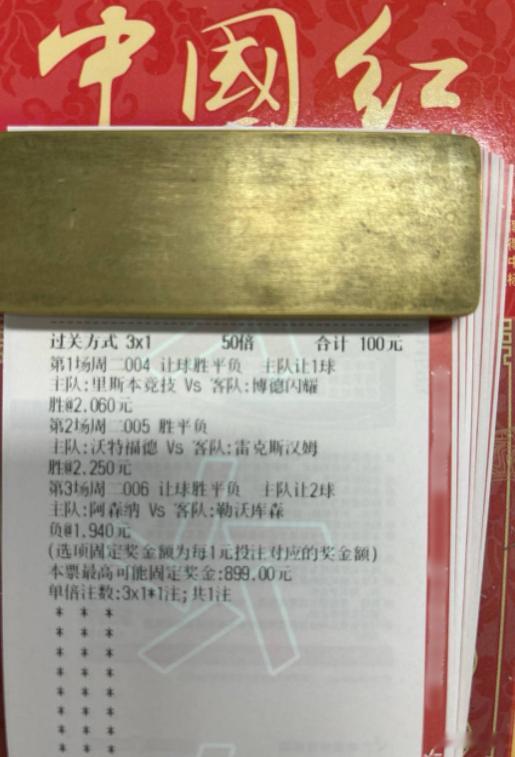 中國红
过关方式 3x1 50倍 合计 100元
第1场周二004 让球胜平负 主队让1球
主队:里斯本竞技 Vs 客队:博德闪耀
胜@2.060元
第2场周二005 胜平负
主队:沃特福德 Vs 客队:雷克斯汉姆
胜@2.250元
第3场周二006 让球胜平负 主队让2球
主队:阿森纳 Vs 客队:勒沃库森
负@1.940元
(选项固定奖金额为每1元投注对应的奖金额)
本票最高可能固定奖金:899.00元
单倍注数:3x1*1注;共1注
* * *
* * *
* * *
* * *
* * *
* * *
* * *
* * *